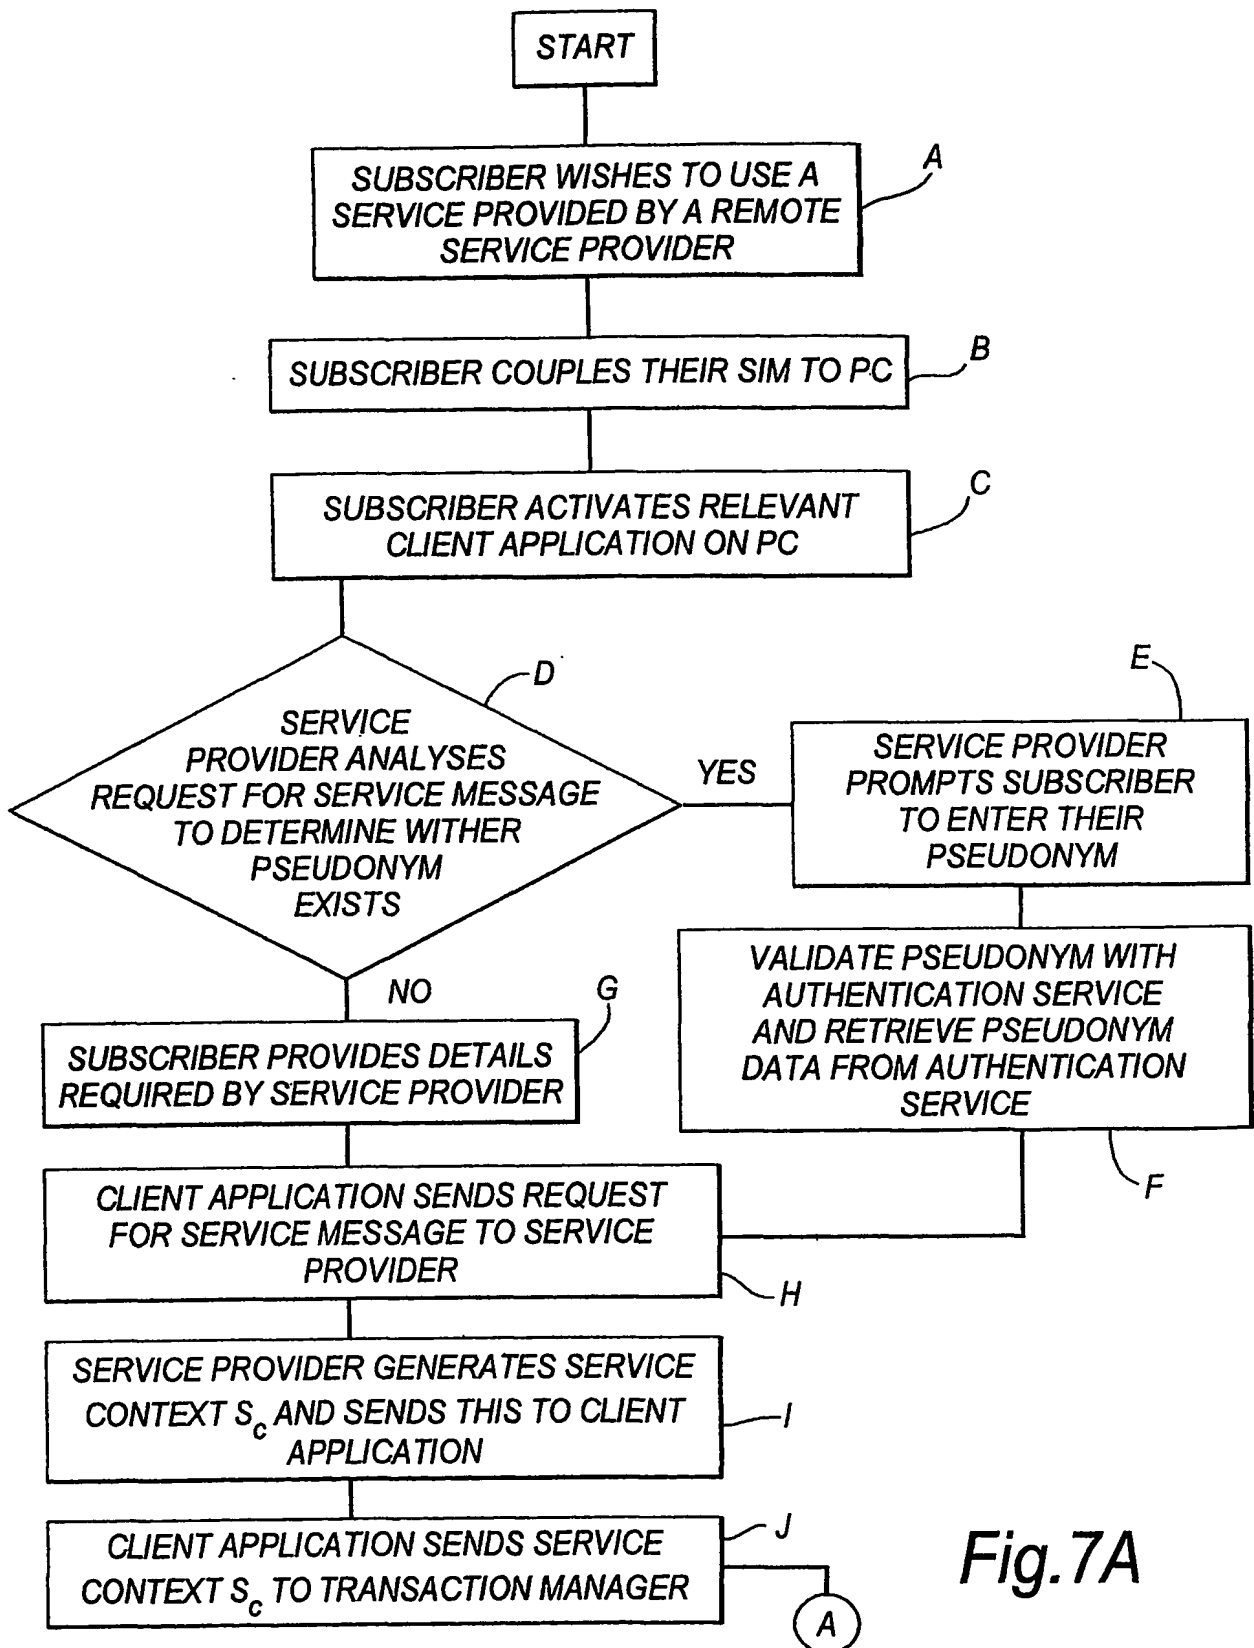 START
SUBSCRIBER WISHES TO USE A
SERVICE PROVIDED BY A REMOTE
SERVICE PROVIDER
A
SUBSCRIBER COUPLES THEIR SIM TO PC
B
SUBSCRIBER ACTIVATES RELEVANT
CLIENT APPLICATION ON PC
C
SERVICE
PROVIDER ANALYSES
REQUEST FOR SERVICE MESSAGE
TO DETERMINE WITHER
PSEUDONYM
EXISTS
D
YES
E
SERVICE PROVIDER
PROMPTS SUBSCRIBER
TO ENTER THEIR
PSEUDONYM
VALIDATE PSEUDONYM WITH
AUTHENTICATION SERVICE
AND RETRIEVE PSEUDONYM
DATA FROM AUTHENTICATION
SERVICE
F
NO
G
SUBSCRIBER PROVIDES DETAILS
REQUIRED BY SERVICE PROVIDER
CLIENT APPLICATION SENDS REQUEST
FOR SERVICE MESSAGE TO SERVICE
PROVIDER
H
SERVICE PROVIDER GENERATES SERVICE
CONTEXT Sc AND SENDS THIS TO CLIENT
APPLICATION
I
CLIENT APPLICATION SENDS SERVICE
CONTEXT Sc TO TRANSACTION MANAGER
J
A
Fig.7A